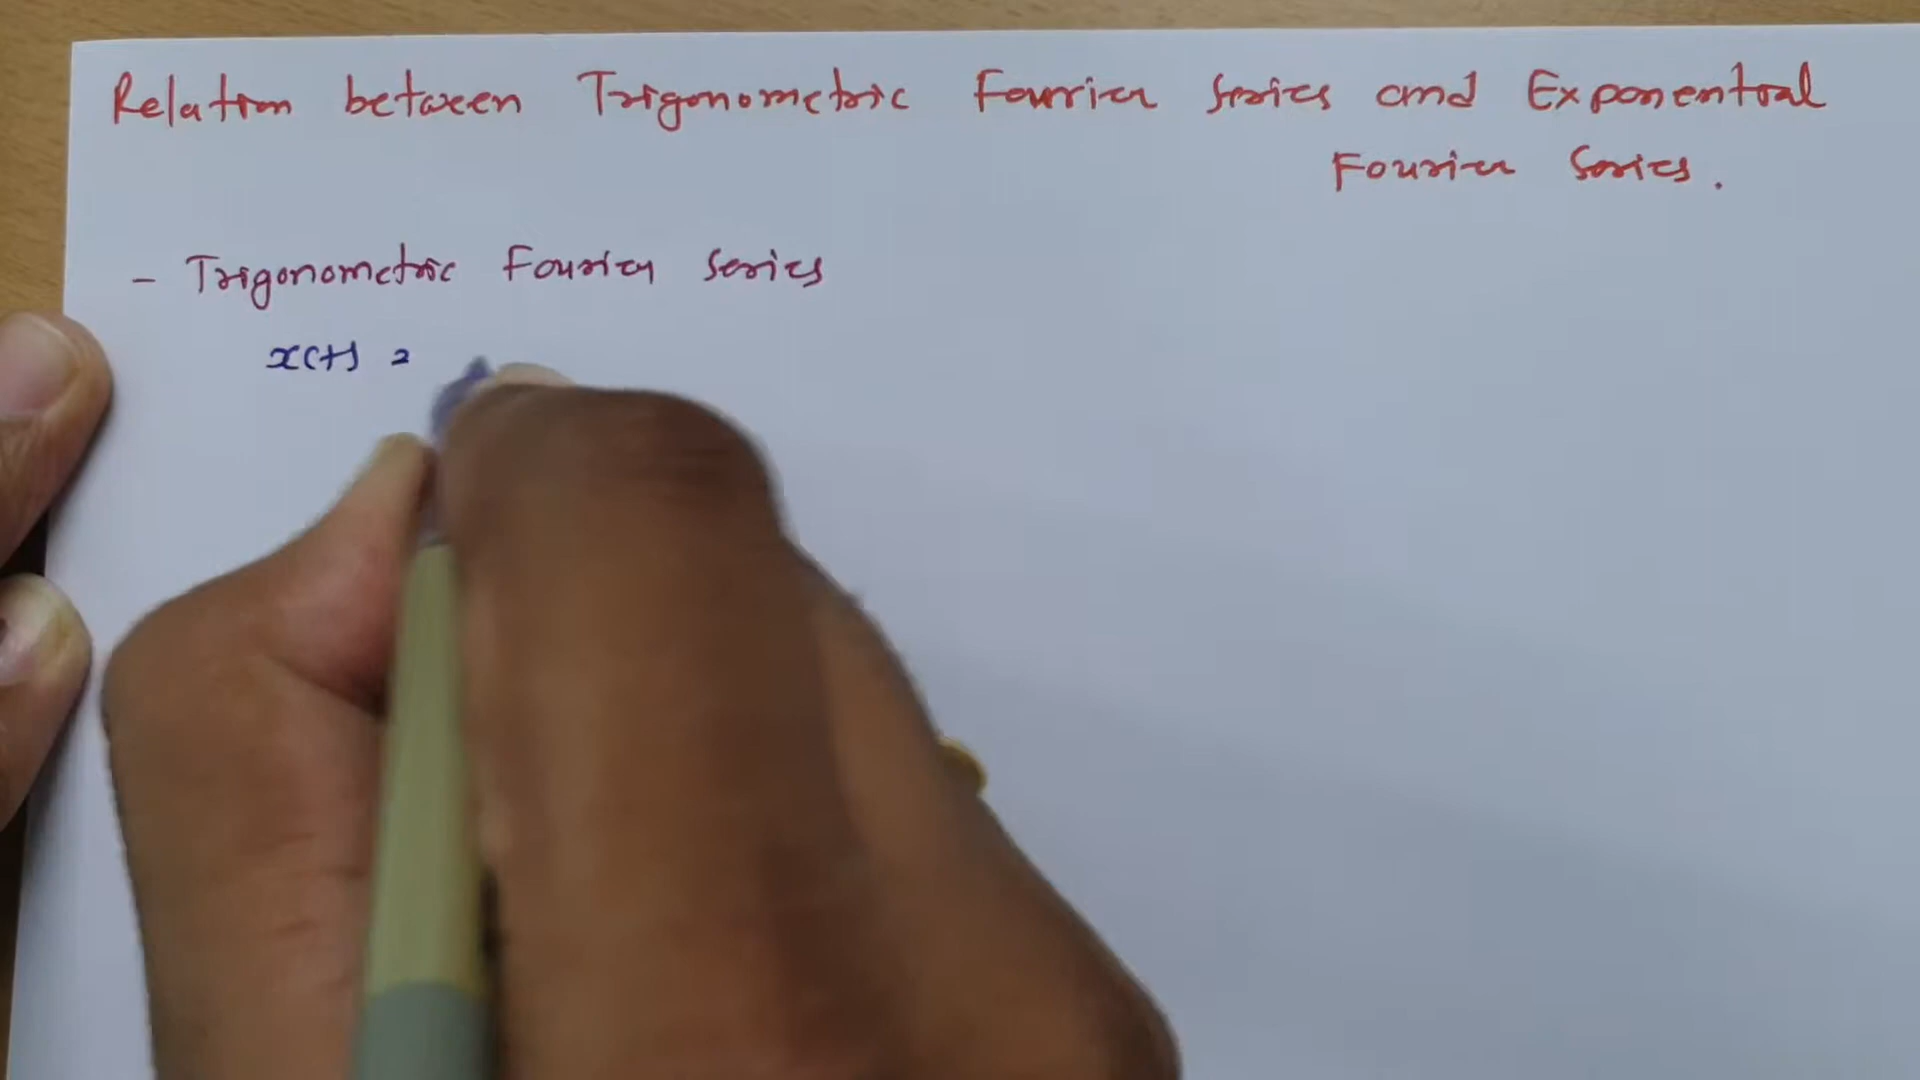 Relation between Trigonometric Fourier Series and Exponential
Fourier Series.
- Trigonometric Fourier Series
x(t) =